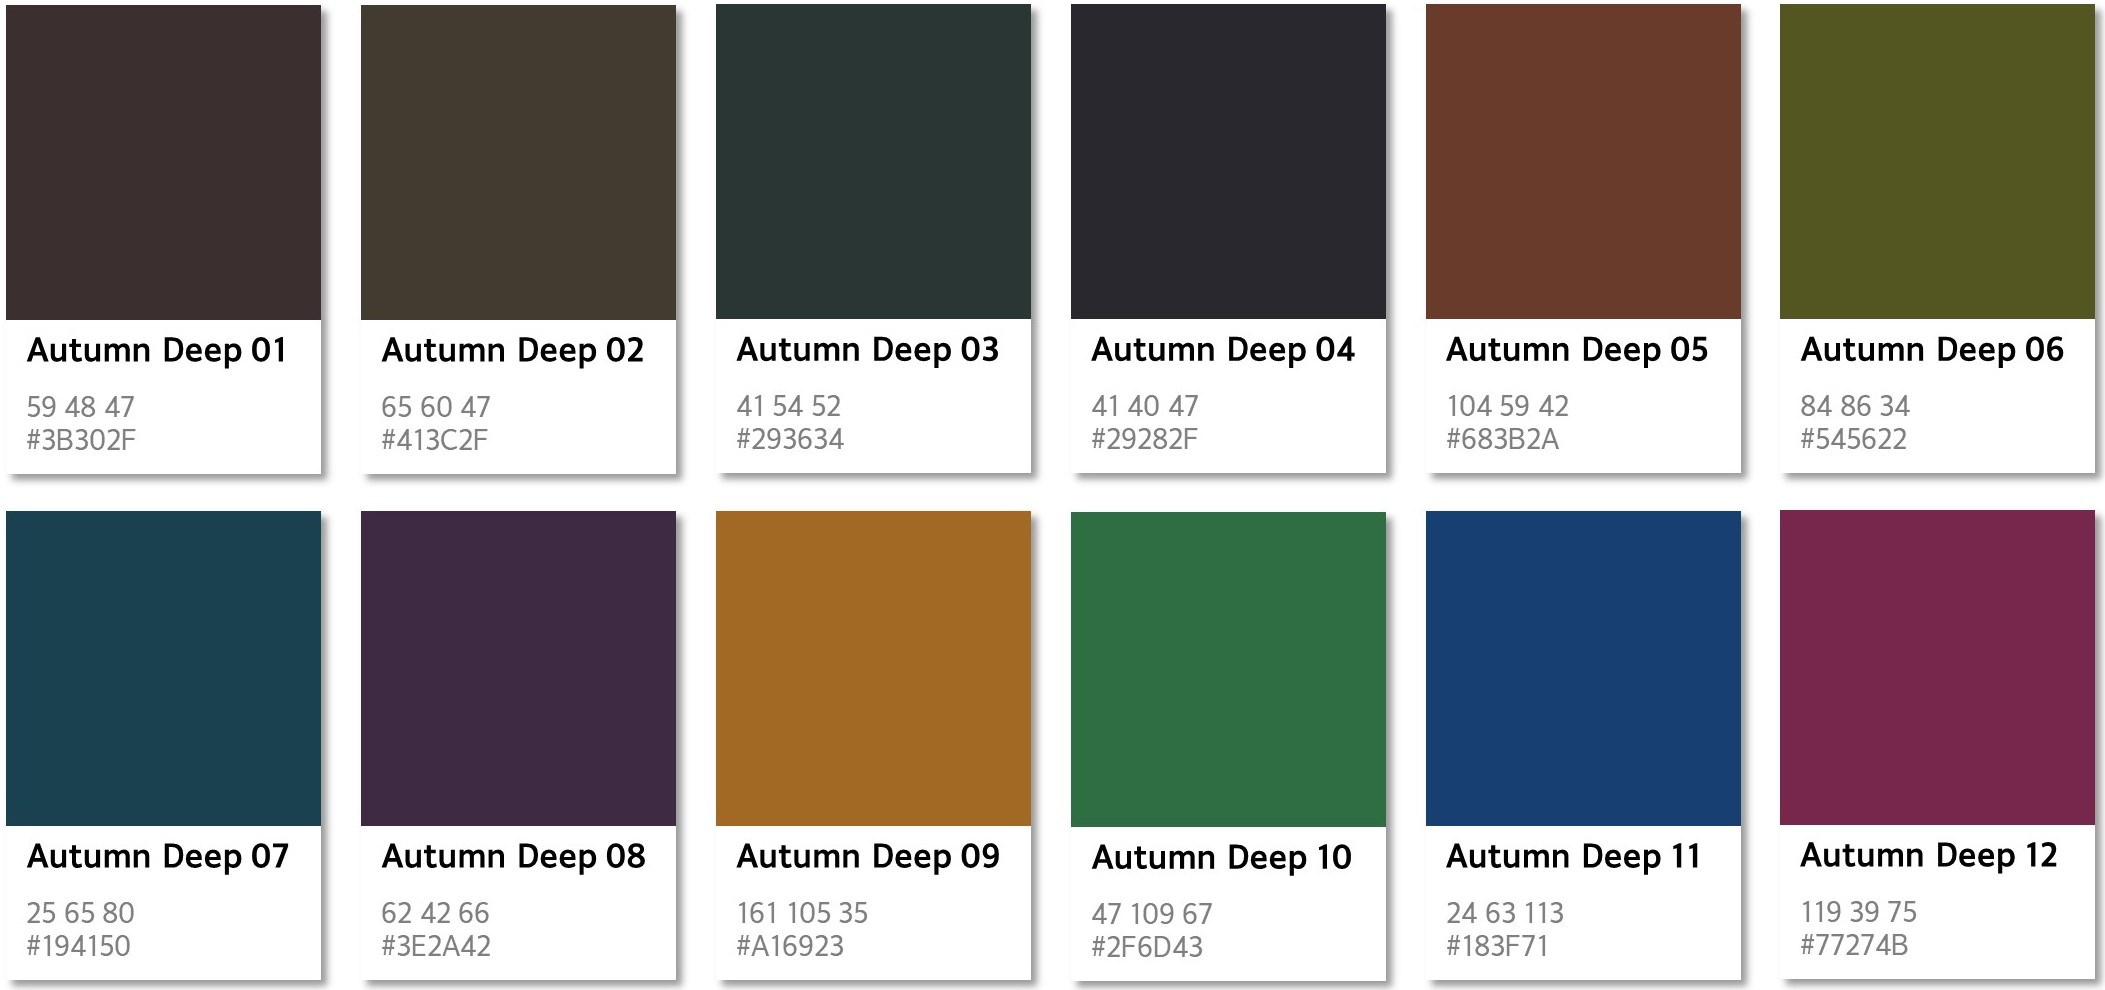 Autumn Deep 01
59 48 47
#3B302F
Autumn Deep 02
65 60 47
#413C2F
Autumn Deep 03
41 54 52
#293634
Autumn Deep 04
41 40 47
#29282F
Autumn Deep 05
104 59 42
#683B2A
Autumn Deep 06
84 86 34
#545622
Autumn Deep 07
25 65 80
#194150
Autumn Deep 08
62 42 66
#3E2A42
Autumn Deep 09
161 105 35
#A16923
Autumn Deep 10
47 109 67
#2F6D43
Autumn Deep 11
24 63 113
#183F71
Autumn Deep 12
119 39 75
#77274B